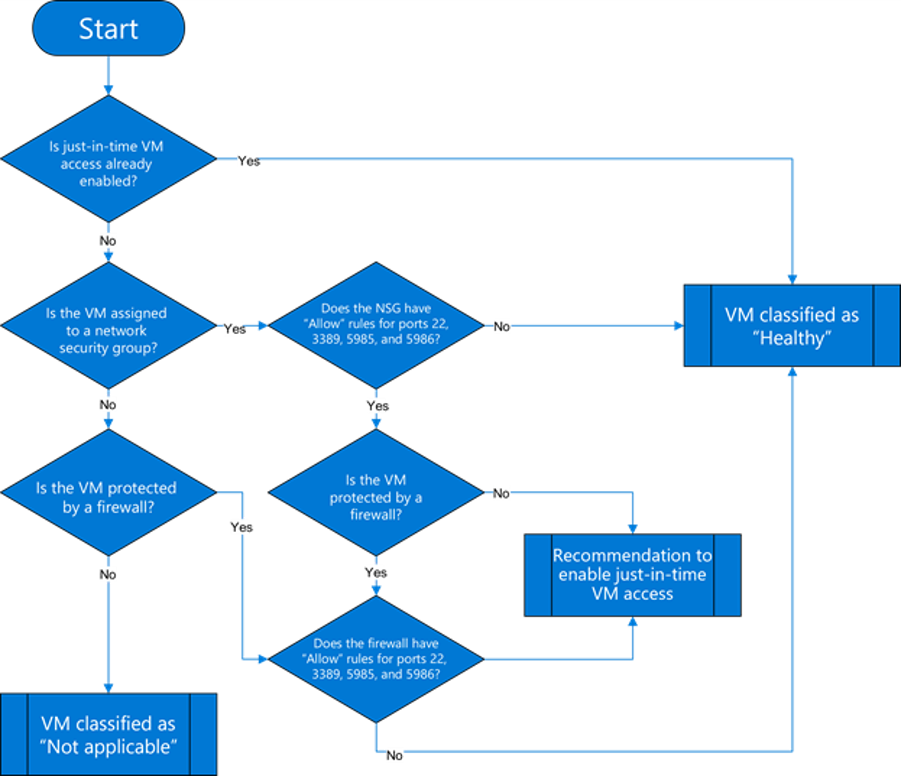 Start
Is just-in-time VM
access already
enabled?
Yes
No
Is the VM assigned
to a network
security group?
Yes
Does the NSG have
“Allow” rules for ports 22,
3389, 5985, and 5986?
No
VM classified as
“Healthy”
No
Yes
Is the VM protected
by a firewall?
Yes
Is the VM
protected by a
firewall?
No
Recommendation to
enable just-in-time
VM access
No
Yes
Does the firewall have
“Allow” rules for ports 22,
3389, 5985, and 5986?
VM classified as
“Not applicable”
No